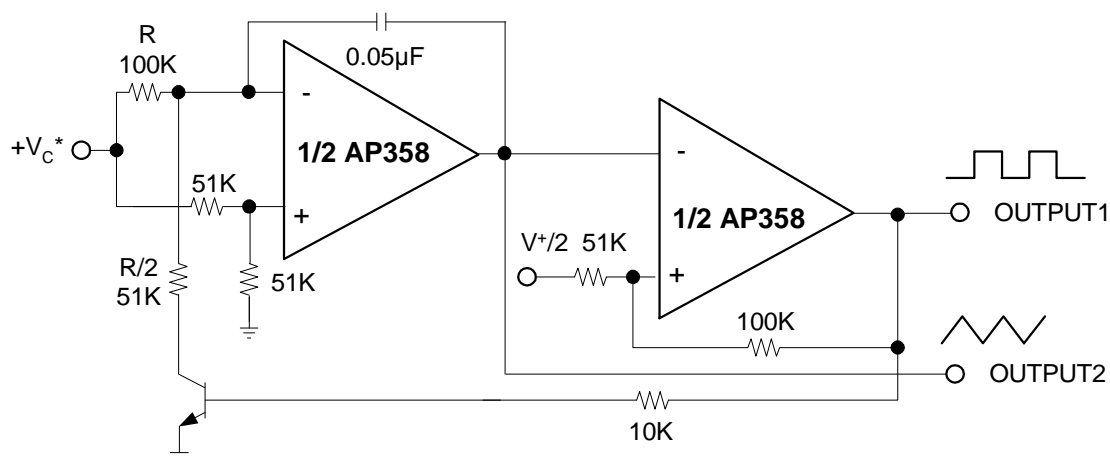 R
100K
0.05µF
-
+V_C*
1/2 AP358
-
51K
+
1/2 AP358
OUTPUT1
V⁺/2 51K
+
R/2
51K
51K
100K
OUTPUT2
10K